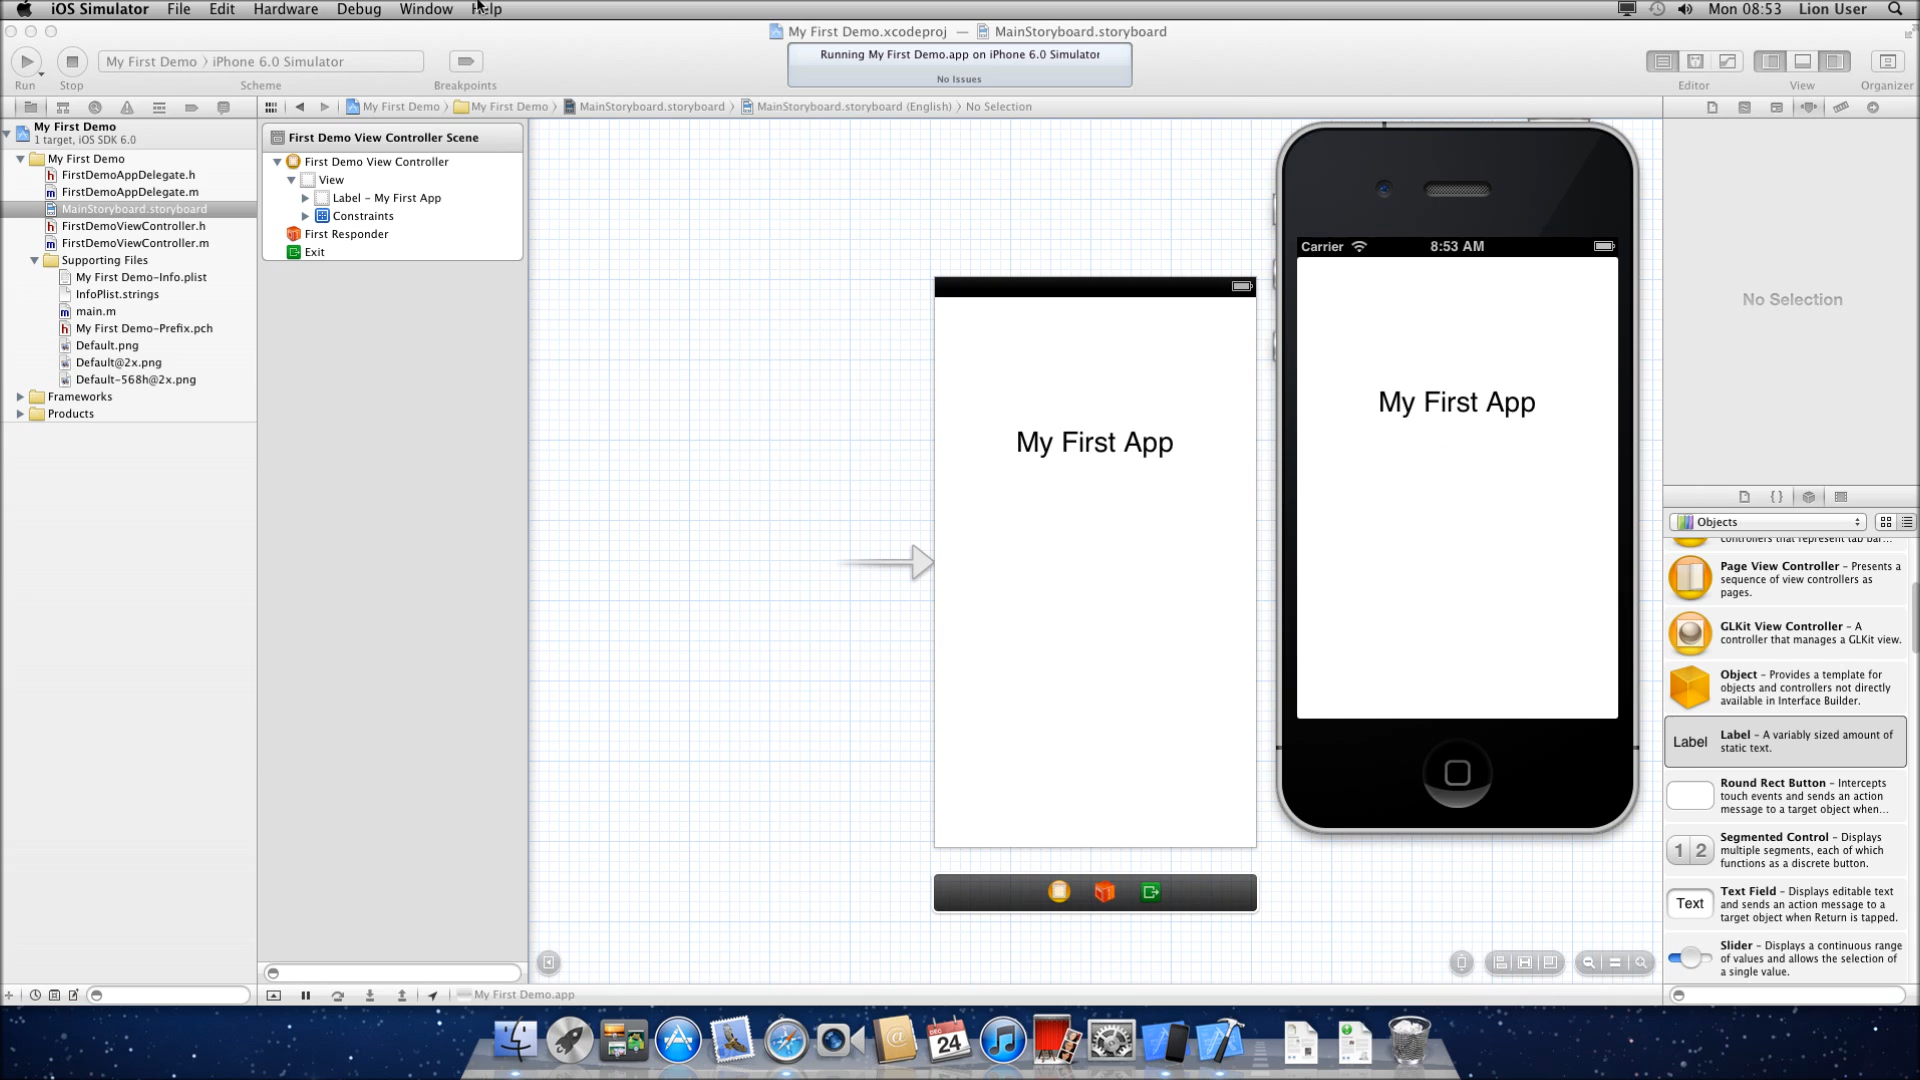 iOS Simulator File Edit Hardware Debug Window Help
Mon 08:53 Lion User
My First Demo.xcodeproj — MainStoryboard.storyboard
My First Demo 〉 iPhone 6.0 Simulator
Running My First Demo.app on iPhone 6.0 Simulator
No Issues
Run Stop Scheme Breakpoints
Editor View Organizer
My First Demo 〉 My First Demo 〉 MainStoryboard.storyboard 〉 MainStoryboard.storyboard (English) 〉 No Selection
My First Demo
1 target, iOS SDK 6.0
My First Demo
FirstDemoAppDelegate.h
FirstDemoAppDelegate.m
MainStoryboard.storyboard
FirstDemoViewController.h
FirstDemoViewController.m
Supporting Files
My First Demo-Info.plist
InfoPlist.strings
main.m
My First Demo-Prefix.pch
Default.png
Default@2x.png
Default-568h@2x.png
Frameworks
Products
First Demo View Controller Scene
First Demo View Controller
View
Label – My First App
Constraints
First Responder
Exit
My First App
Carrier 8:53 AM
My First App
No Selection
Objects
controllers that represent tab bar...
Page View Controller – Presents a
sequence of view controllers as
pages.
GLKit View Controller – A
controller that manages a GLKit view.
Object – Provides a template for
objects and controllers not directly
available in Interface Builder.
Label
Label – A variably sized amount of
static text.
Round Rect Button – Intercepts
touch events and sends an action
message to a target object when...
1 2
Segmented Control – Displays
multiple segments, each of which
functions as a discrete button.
Text
Text Field – Displays editable text
and sends an action message to a
target object when Return is tapped.
Slider – Displays a continuous range
of values and allows the selection of
a single value.
My First Demo.app
DEC
24